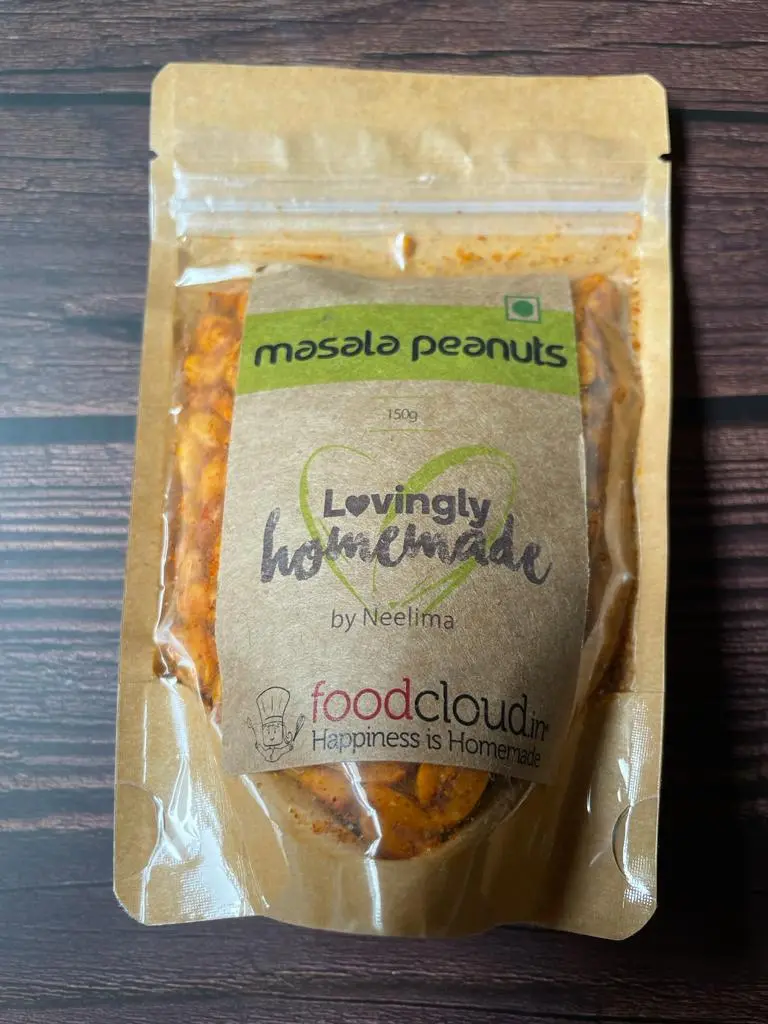 masala peanuts
150g
Lovingly
homemade
by Neelima
foodcloud.in
Happiness is Homemade